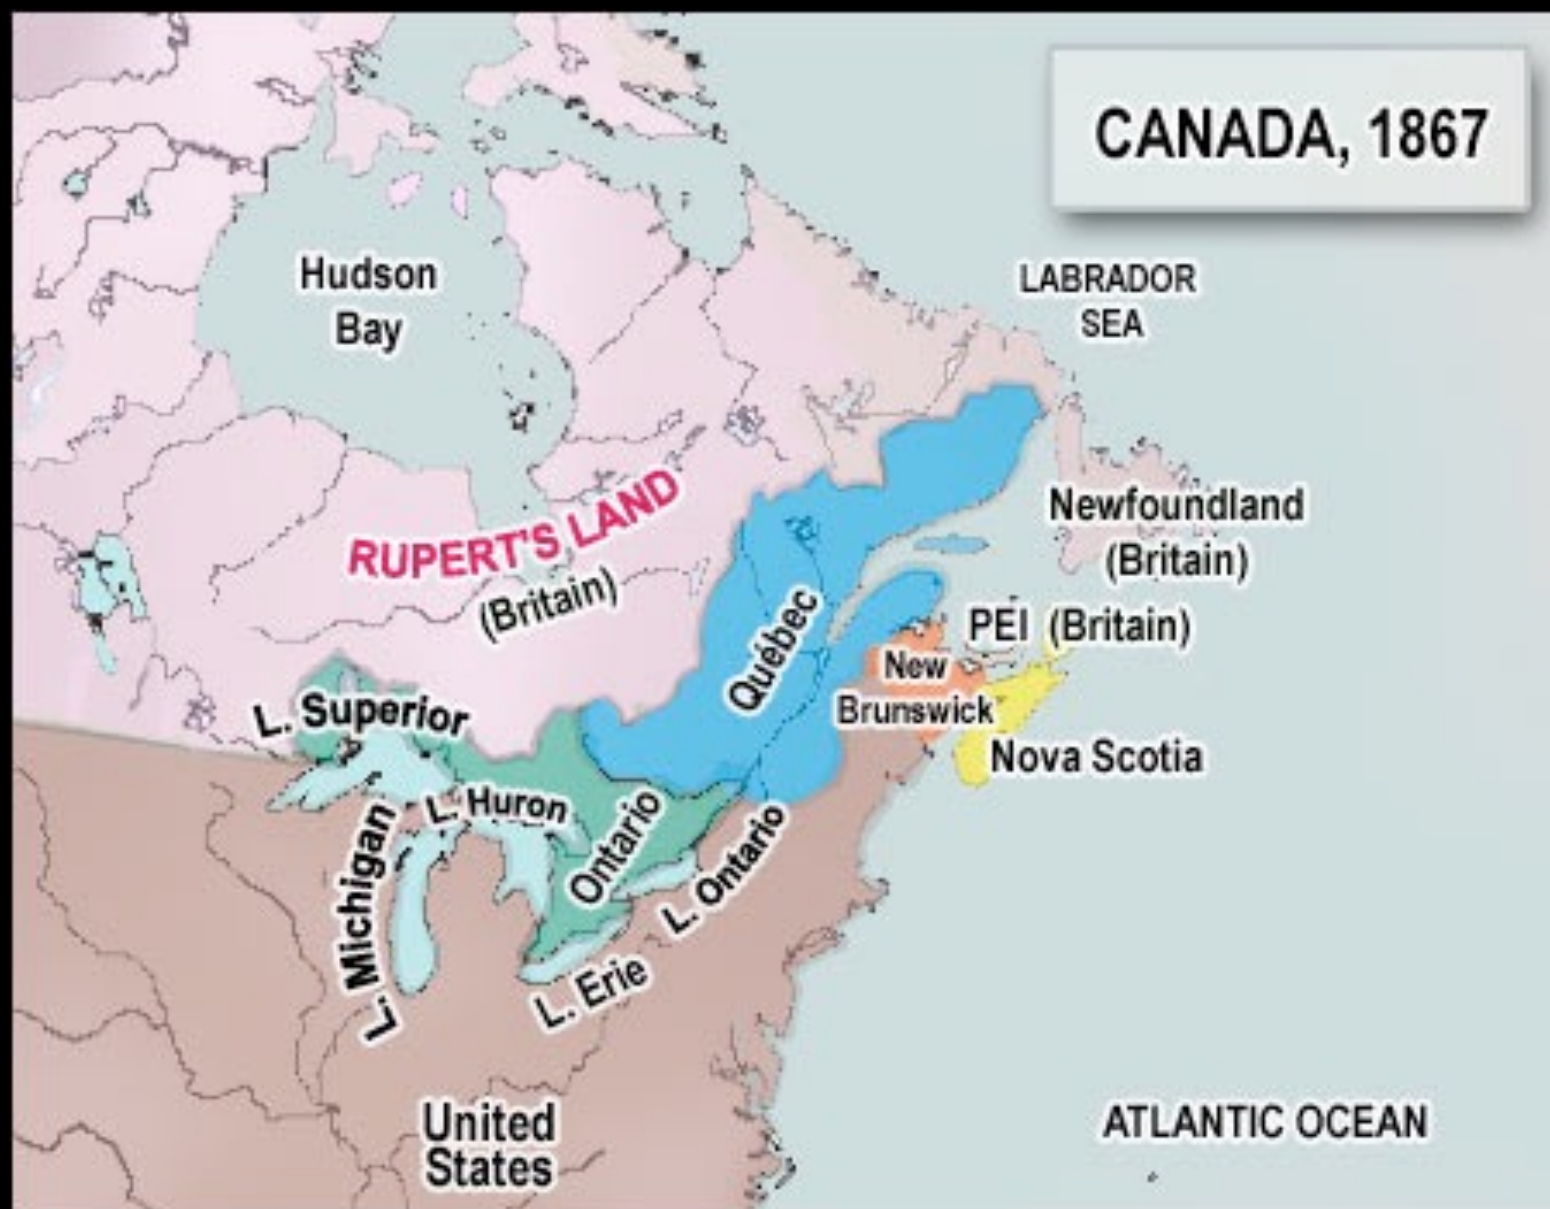 CANADA, 1867
Hudson
Bay
LABRADOR
SEA
RUPERT'S LAND
(Britain)
Newfoundland
(Britain)
PEI (Britain)
Québec
New
Brunswick
Nova Scotia
L. Superior
L. Huron
L. Michigan
Ontario
L. Ontario
L. Erie
United
States
ATLANTIC OCEAN